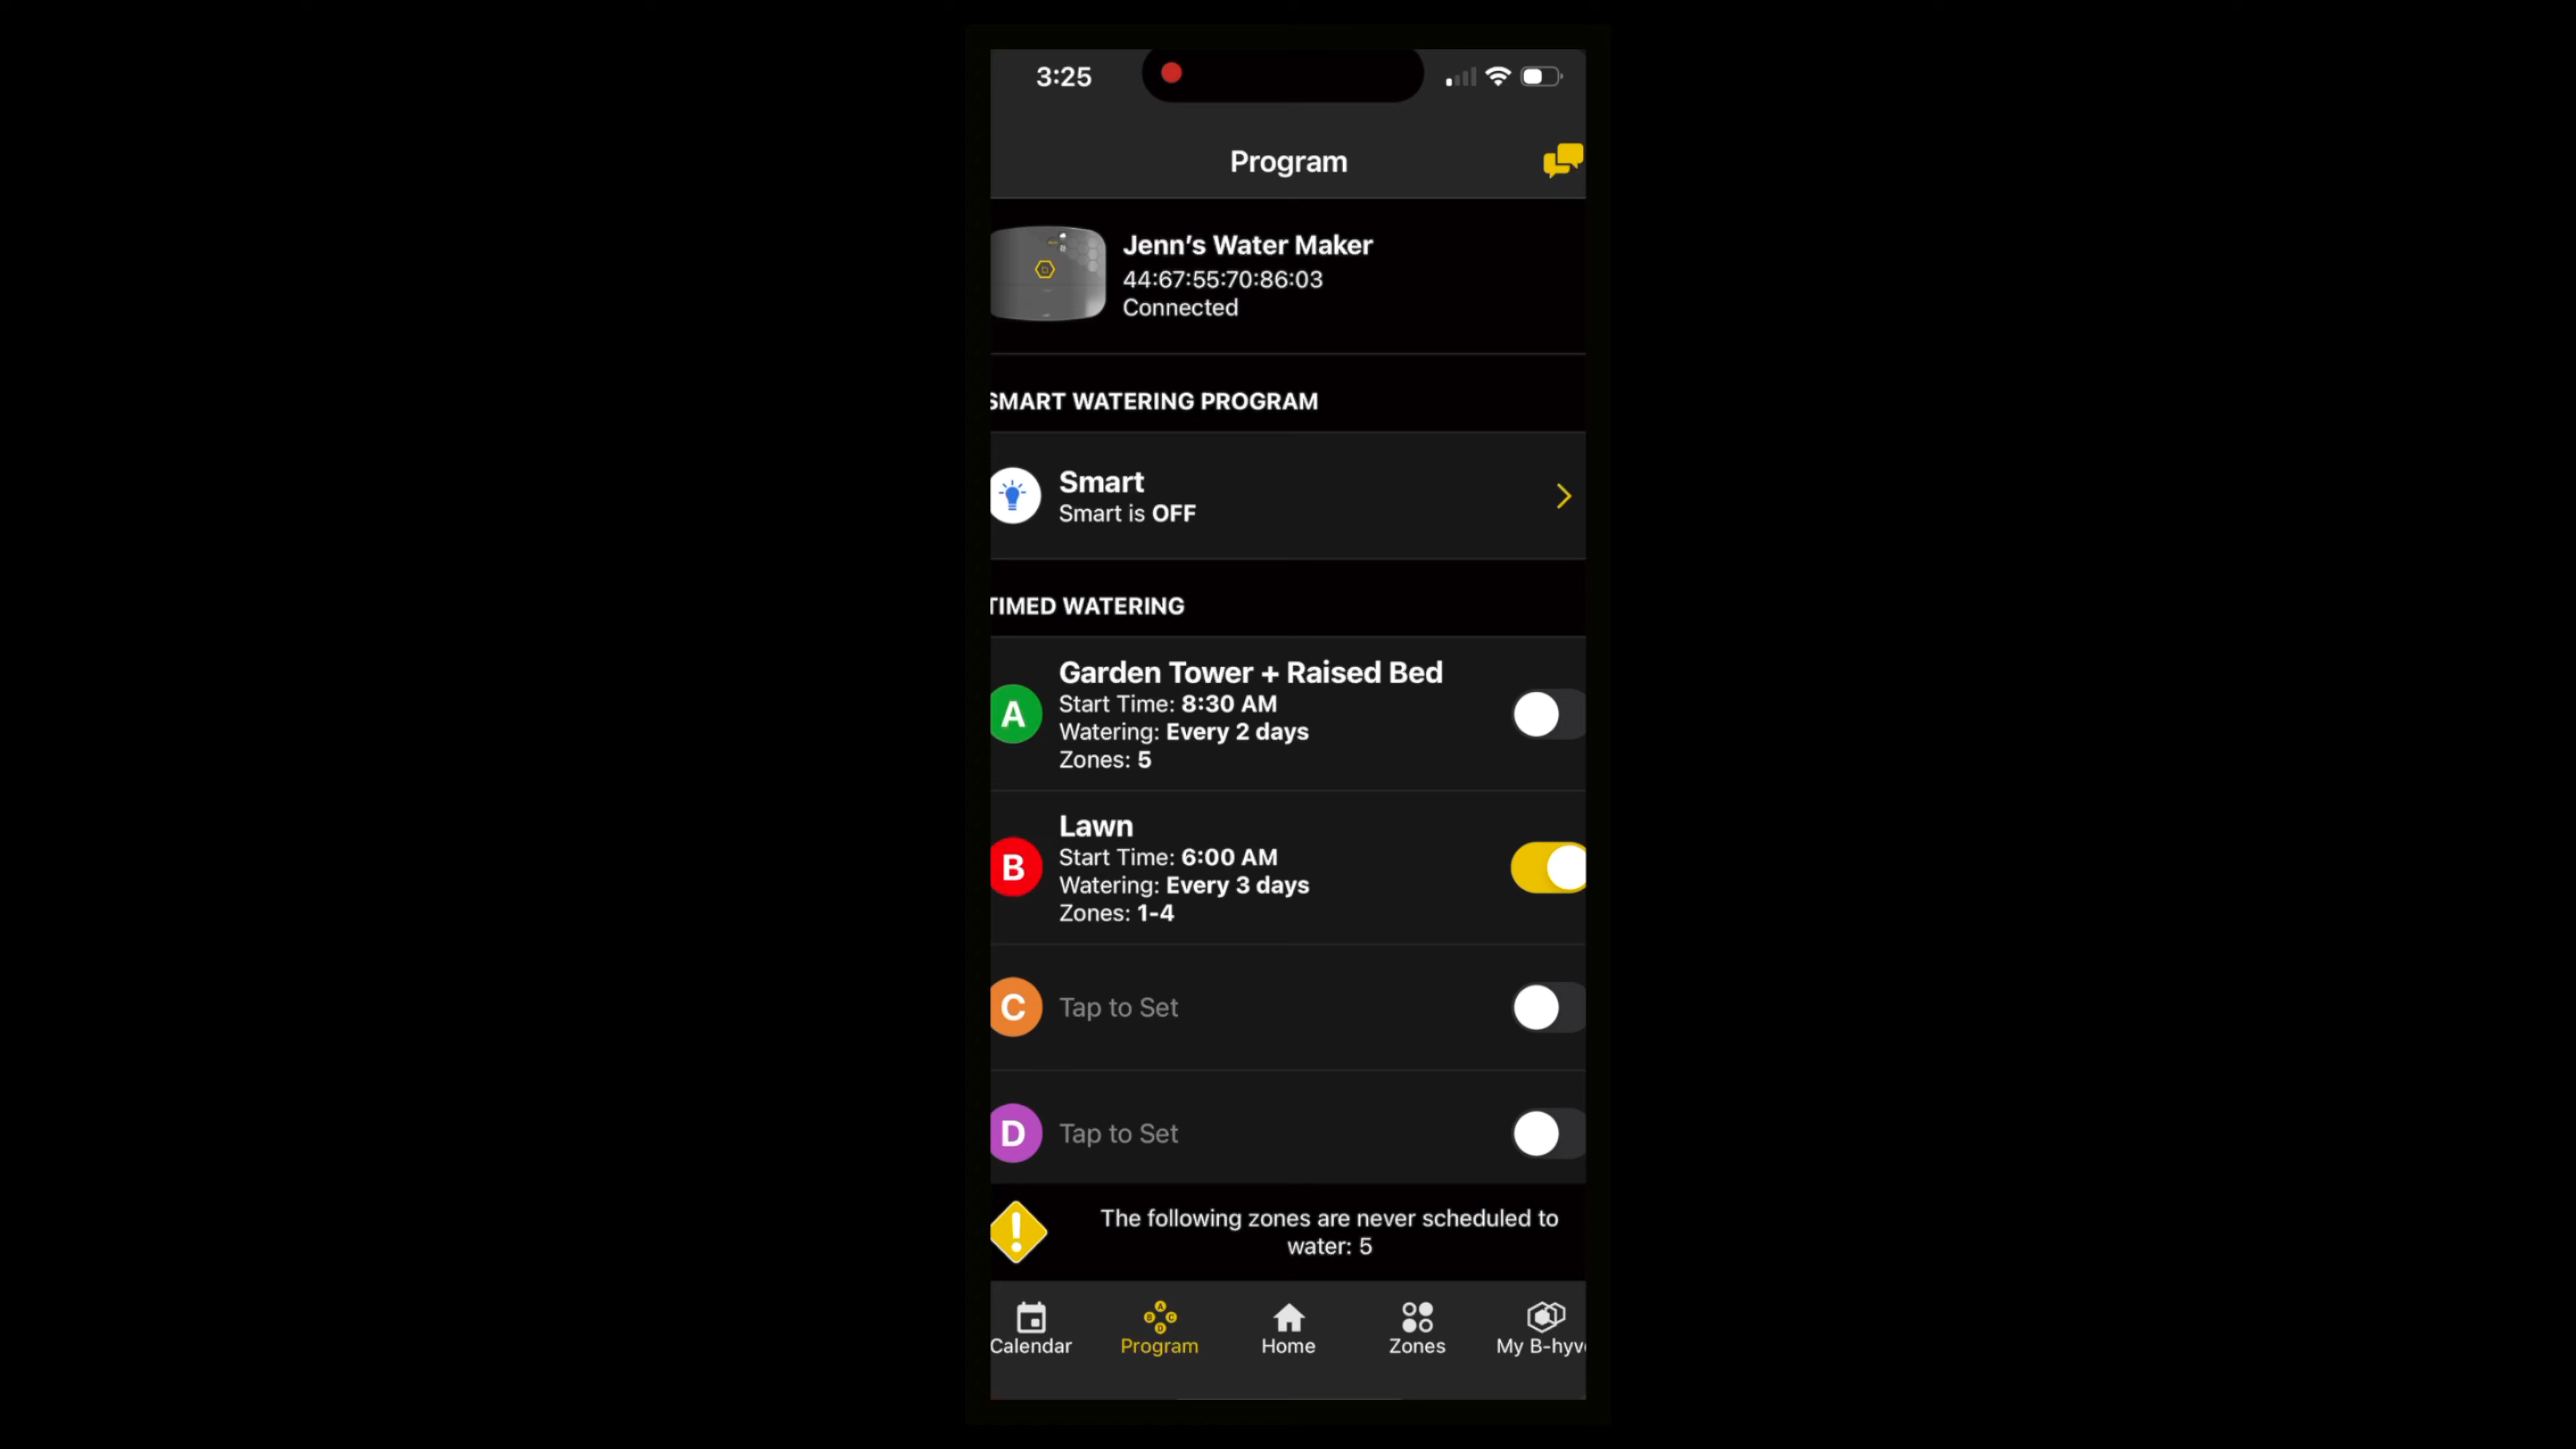 3:25
Program
Jenn's Water Maker
44:67:55:70:86:03
Connected
SMART WATERING PROGRAM
Smart
Smart is OFF
TIMED WATERING
A
Garden Tower + Raised Bed
Start Time: 8:30 AM
Watering: Every 2 days
Zones: 5
B
Lawn
Start Time: 6:00 AM
Watering: Every 3 days
Zones: 1-4
C
Tap to Set
D
Tap to Set
The following zones are never scheduled to
water: 5
Calendar
Program
Home
Zones
My B-hyv